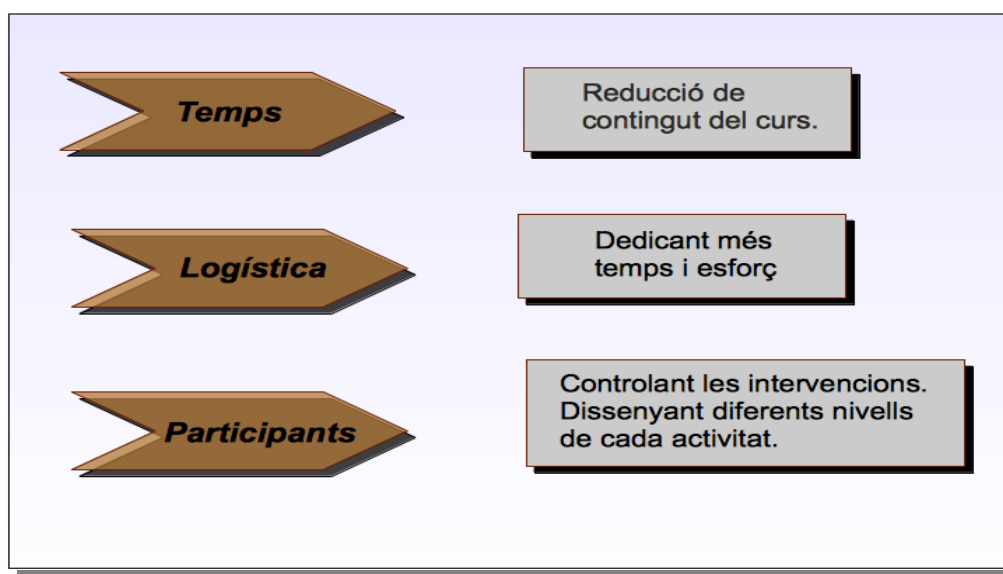 Temps
Reducció de
contingut del curs.
Logística
Dedicant més
temps i esforç
Participants
Controlant les intervencions.
Dissenyant diferents nivells
de cada activitat.